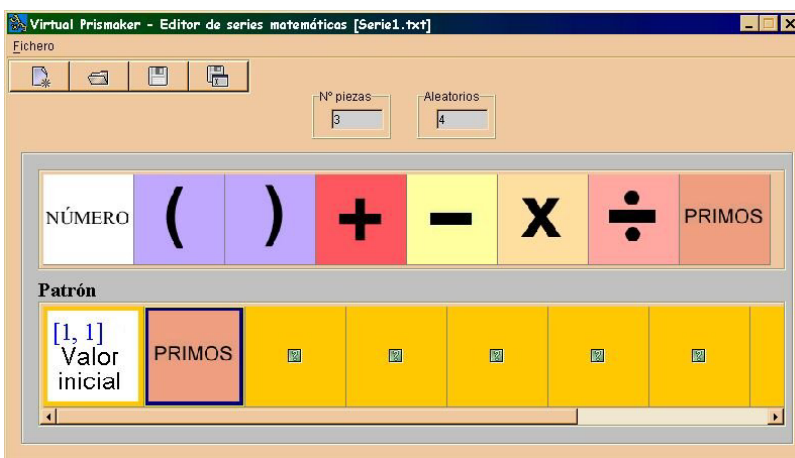 Virtual Prismaker - Editor de series matemáticas [Serie1.txt]
Fichero
Nº piezas
3
Aleatorios
4
NÚMERO ( ) + − x ÷ PRIMOS
Patrón
[1, 1]
Valor
inicial
PRIMOS